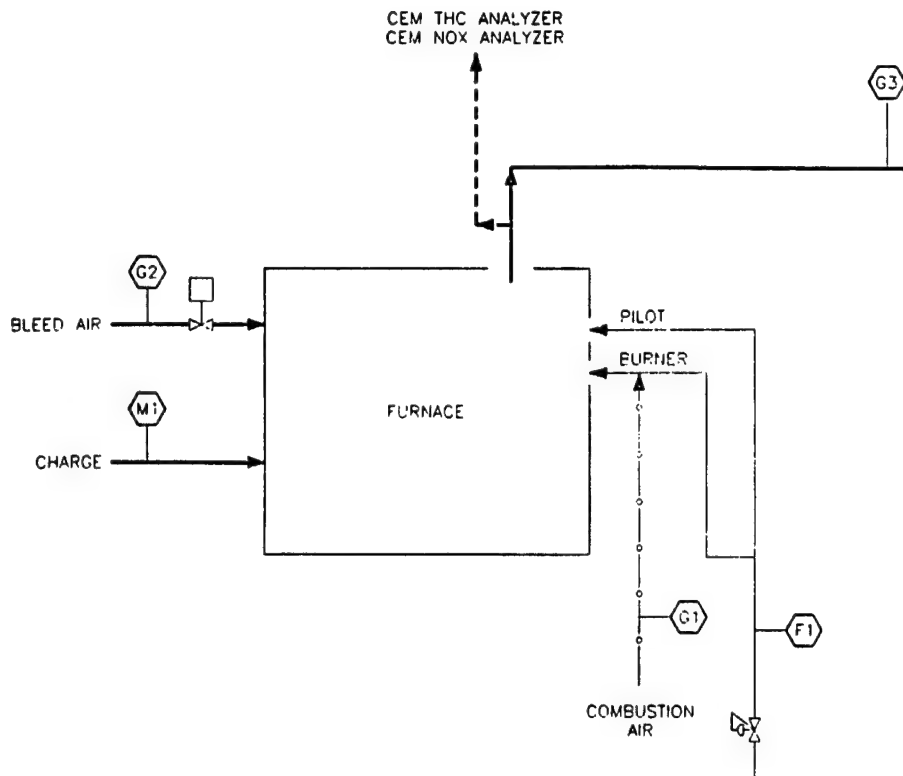 CEM THC ANALYZER
CEM NOX ANALYZER
G3
G2
BLEED AIR
PILOT
BURNER
M1
FURNACE
CHARGE
G1
F1
COMBUSTION
AIR